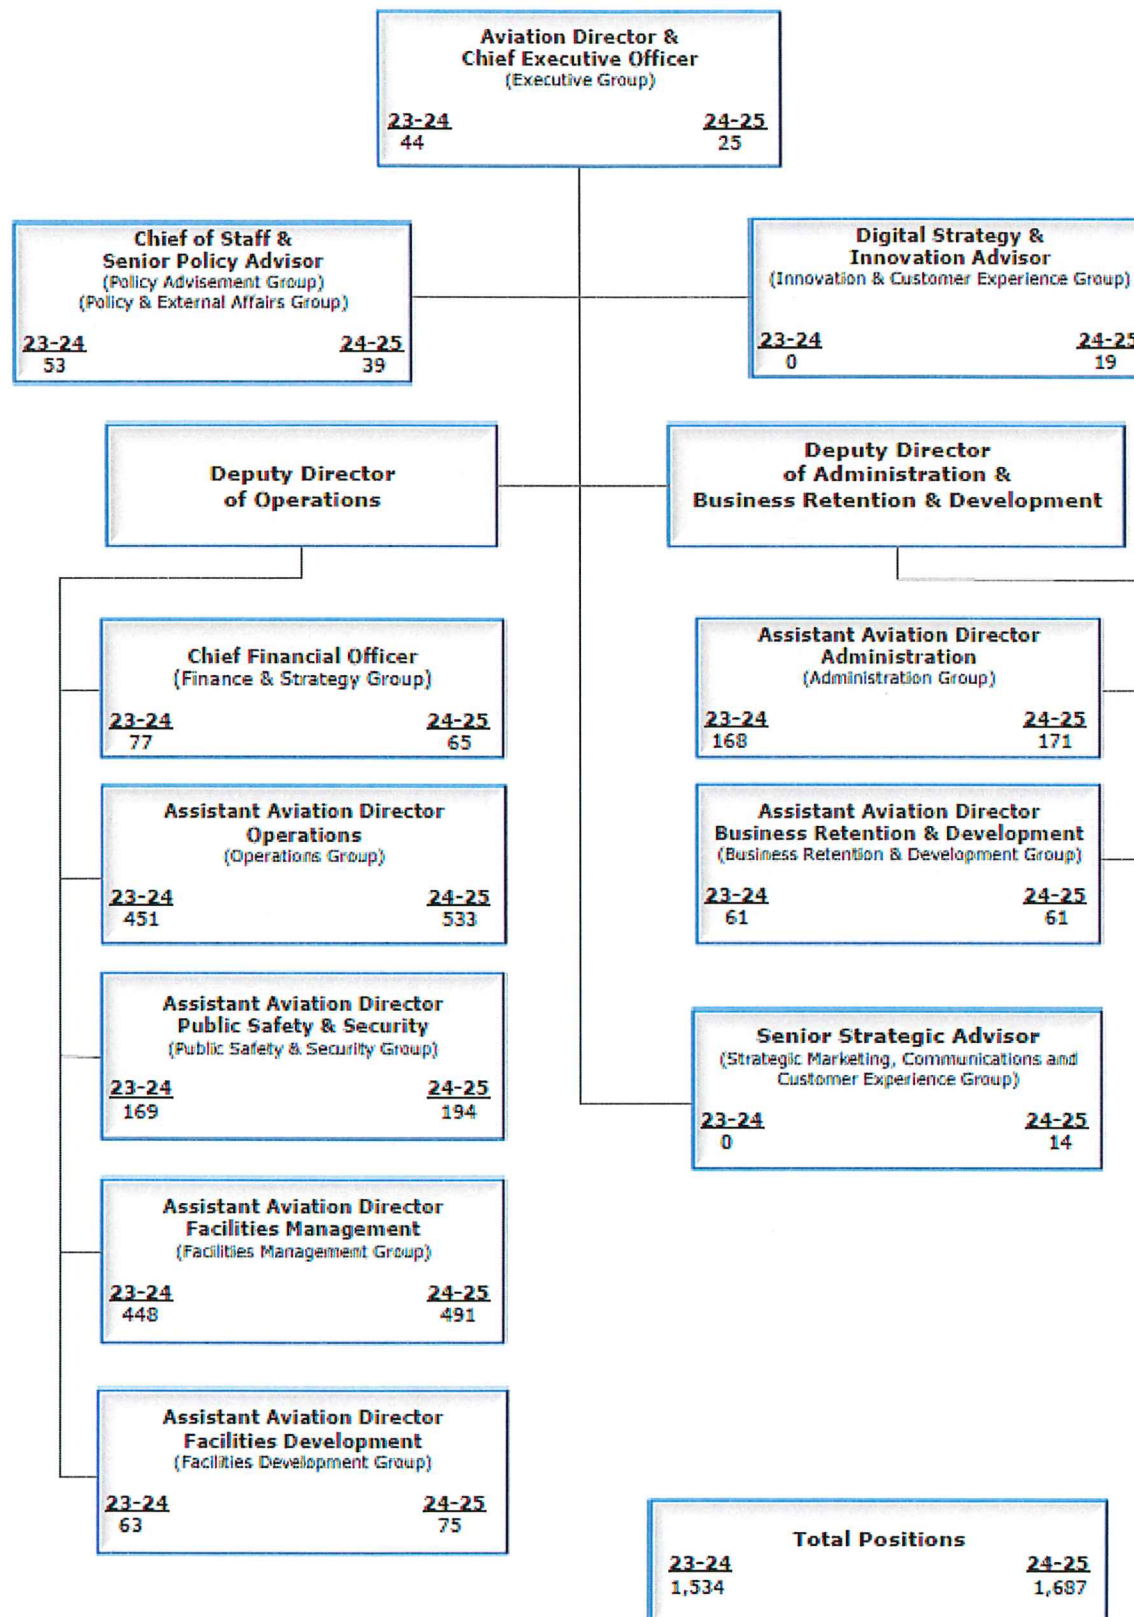 Aviation Director &
Chief Executive Officer
(Executive Group)
23-24 24-25
44 25
Chief of Staff &
Senior Policy Advisor
(Policy Advisement Group)
(Policy & External Affairs Group)
23-24 24-25
53 39
Digital Strategy &
Innovation Advisor
(Innovation & Customer Experience Group)
23-24 24-25
0 19
Deputy Director
of Operations
Deputy Director
of Administration &
Business Retention & Development
Chief Financial Officer
(Finance & Strategy Group)
23-24 24-25
77 65
Assistant Aviation Director
Operations
(Operations Group)
23-24 24-25
451 533
Assistant Aviation Director
Public Safety & Security
(Public Safety & Security Group)
23-24 24-25
169 194
Assistant Aviation Director
Facilities Management
(Facilities Management Group)
23-24 24-25
448 491
Assistant Aviation Director
Facilities Development
(Facilities Development Group)
23-24 24-25
63 75
Assistant Aviation Director
Administration
(Administration Group)
23-24 24-25
168 171
Assistant Aviation Director
Business Retention & Development
(Business Retention & Development Group)
23-24 24-25
61 61
Senior Strategic Advisor
(Strategic Marketing, Communications and
Customer Experience Group)
23-24 24-25
0 14
Total Positions
23-24 24-25
1,534 1,687